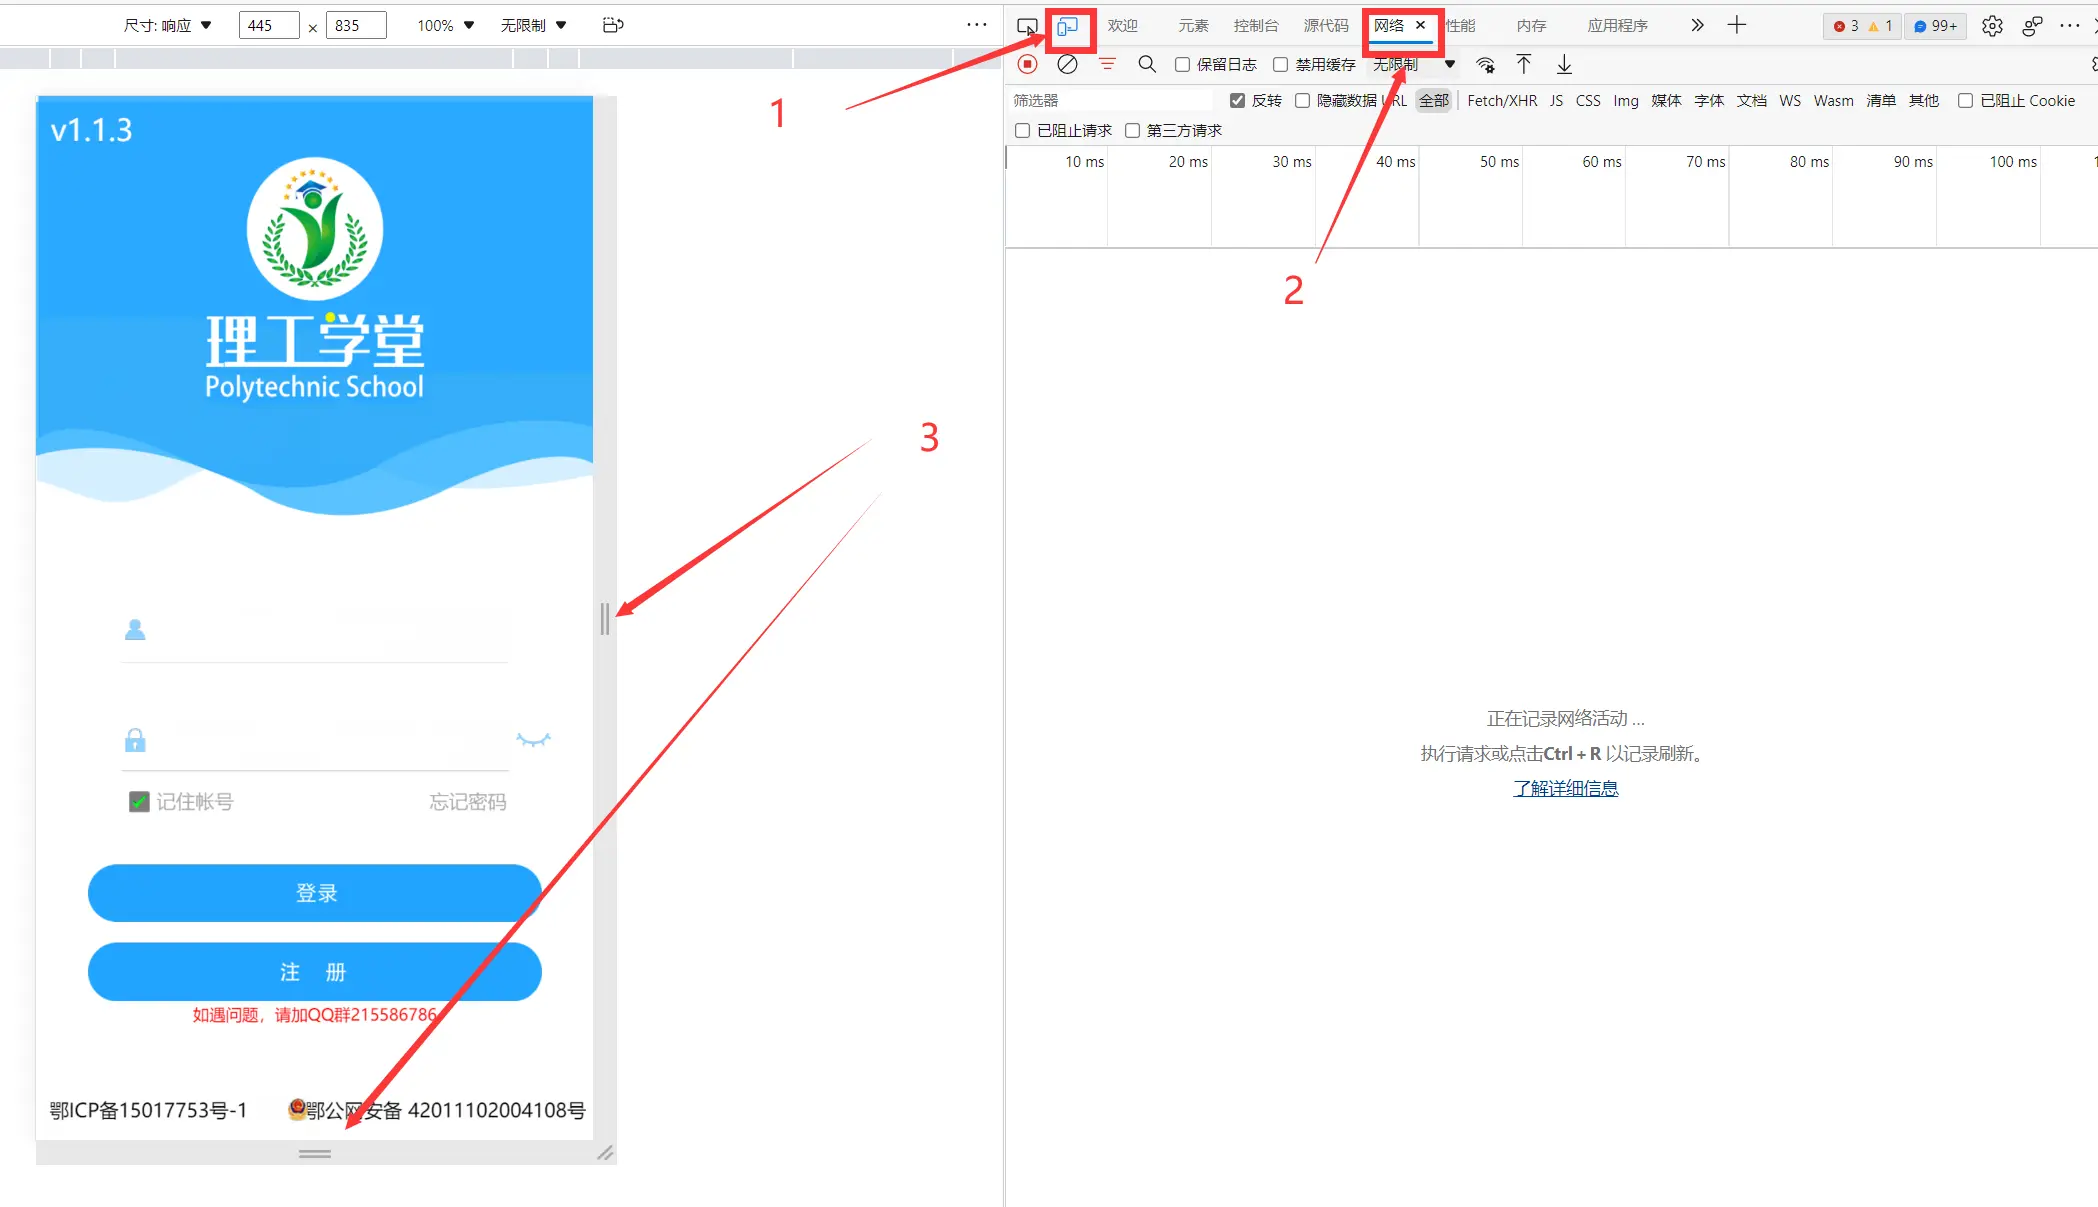 尺寸: 响应 ▼ 445 × 835 100% ▼ 无限制 ▼
欢迎 元素 控制台 源代码 网络 × 性能 内存 应用程序 3 1 99+
保留日志 禁用缓存 无限制
筛选器 反转 隐藏数据 URL 全部 Fetch/XHR JS CSS Img 媒体 字体 文档 WS Wasm 清单 其他 已阻止 Cookie
已阻止请求 第三方请求
10 ms 20 ms 30 ms 40 ms 50 ms 60 ms 70 ms 80 ms 90 ms 100 ms
1
2
3
v1.1.3
理工学堂
Polytechnic School
记住帐号 忘记密码
登录
注 册
如遇问题，请加QQ群215586786
鄂ICP备15017753号-1 鄂公网安备 42011102004108号
正在记录网络活动 ...
执行请求或点击Ctrl + R 以记录刷新。
了解详细信息